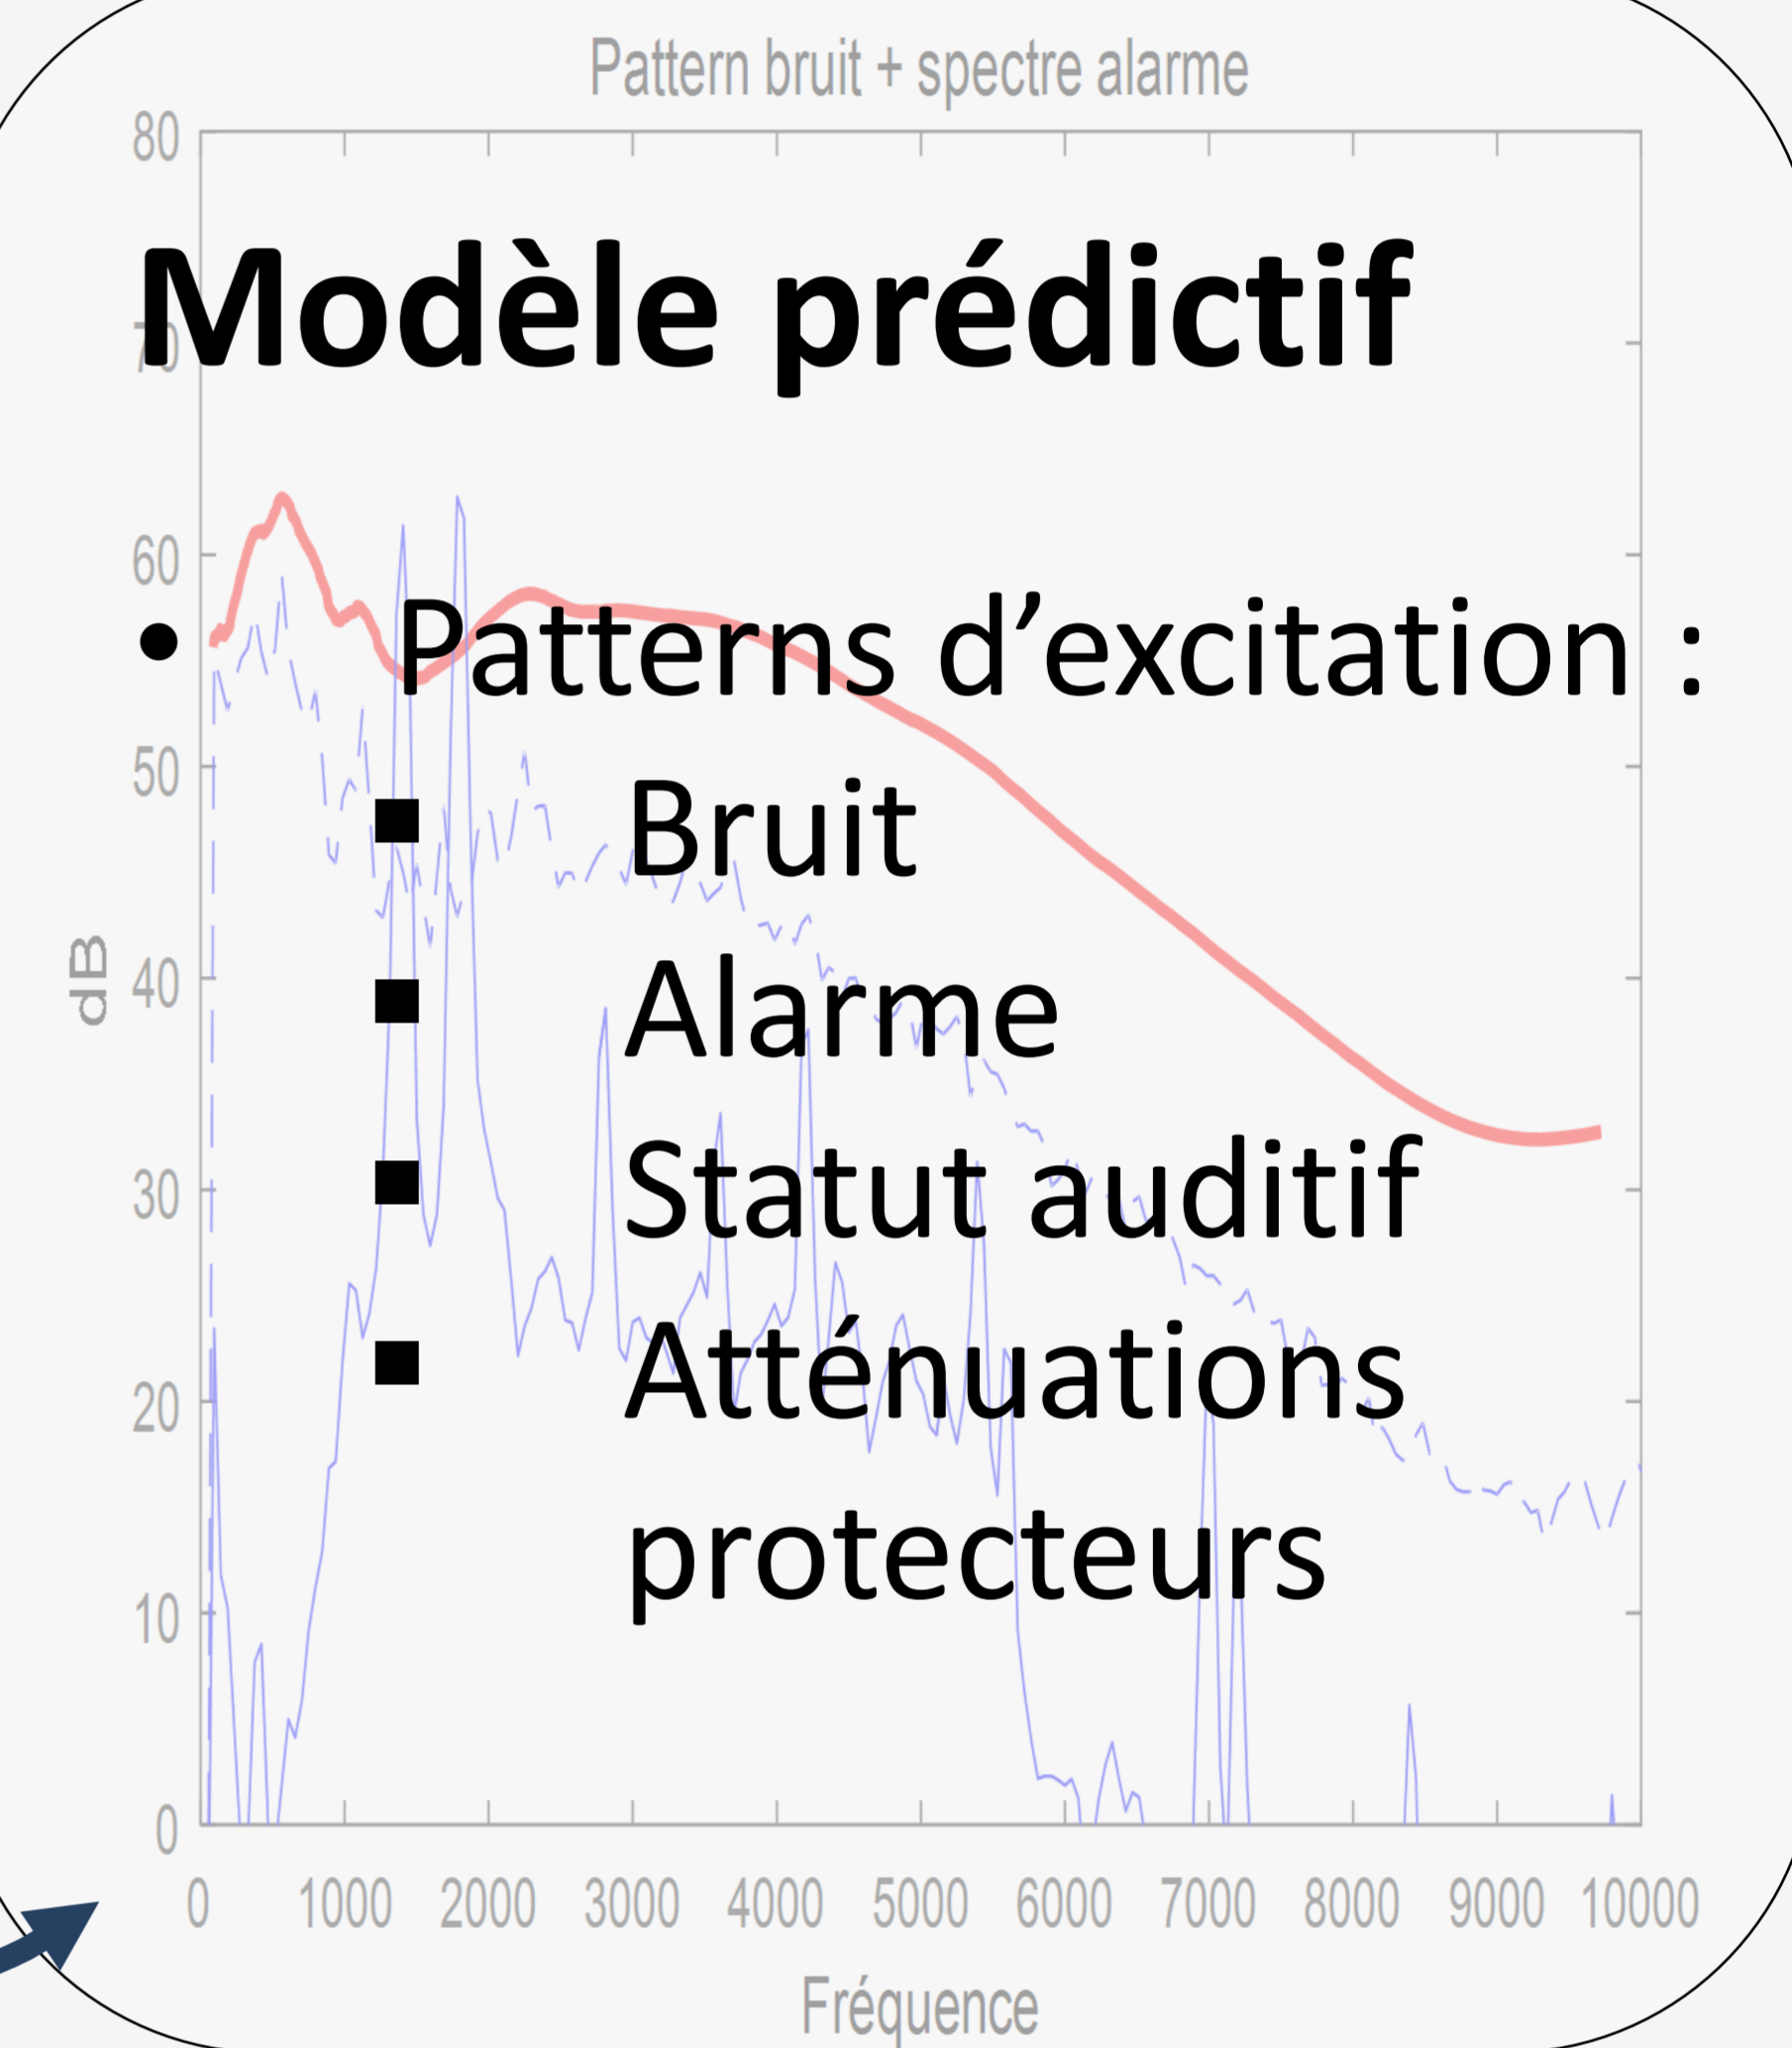 Pattern bruit + spectre alarme
80
Modèle prédictif
70
60
• Patterns d’excitation :
50
■ Bruit
dB
40
■ Alarme
30
■ Statut auditif
20
■ Atténuations
protecteurs
10
0
0 1000 2000 3000 4000 5000 6000 7000 8000 9000 10000
Fréquence